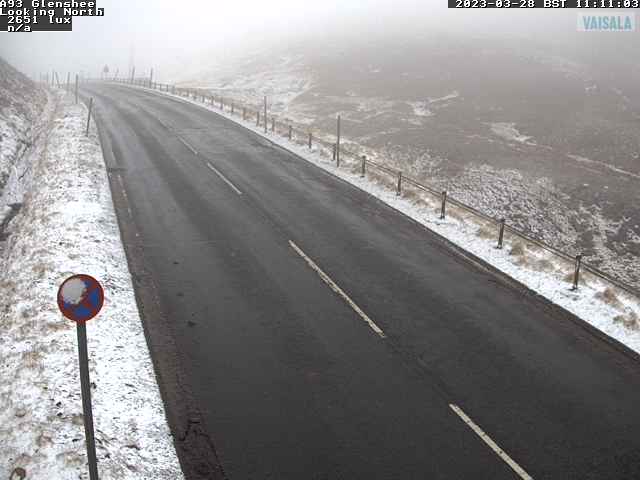 A93 Glenshee
Looking North
2651 lux
n/a
2023-03-28 BST 11:11:03
VAISALA